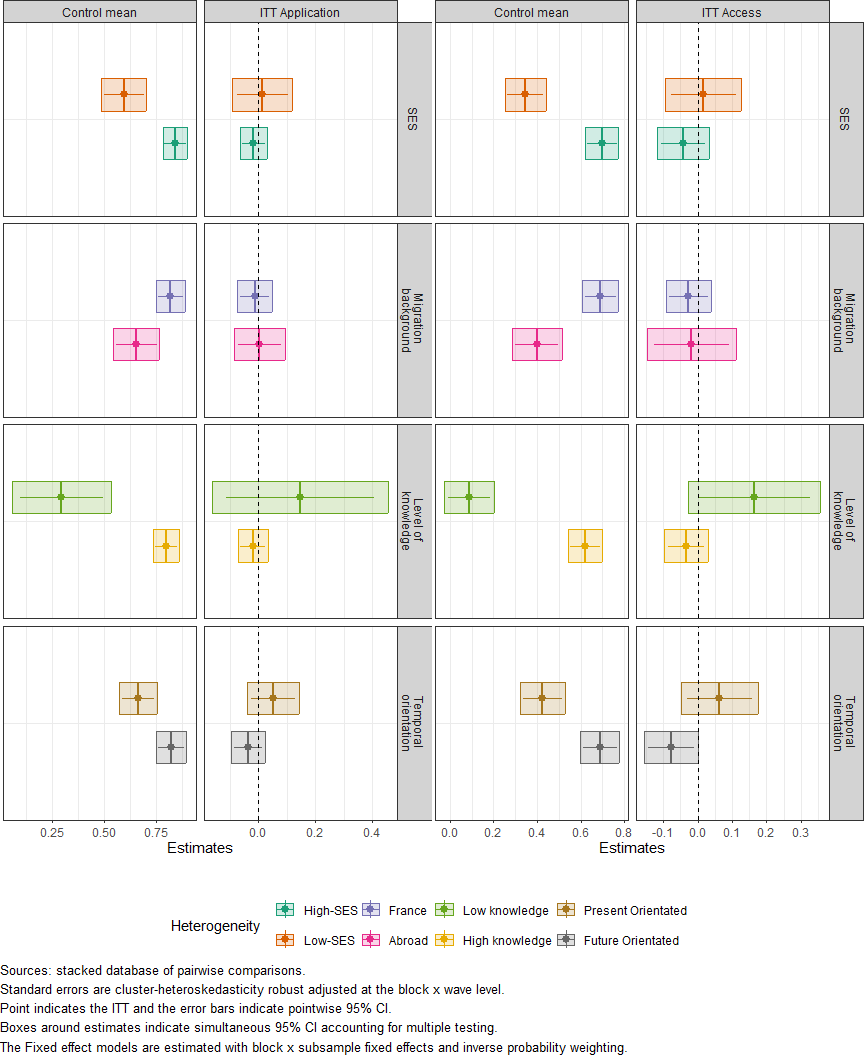 Control mean
ITT Application
Control mean
ITT Access
SES
SES
Migration
background
Migration
background
Level of
knowledge
Level of
knowledge
Temporal
orientation
Temporal
orientation
0.25 0.50 0.75
0.0 0.2 0.4
0.0 0.2 0.4 0.6 0.8
-0.1 0.0 0.1 0.2 0.3
Estimates
Estimates
Heterogeneity
High-SES France Low knowledge Present Orientated
Low-SES Abroad High knowledge Future Orientated
Sources: stacked database of pairwise comparisons.
Standard errors are cluster-heteroskedasticity robust adjusted at the block x wave level.
Point indicates the ITT and the error bars indicate pointwise 95% CI.
Boxes around estimates indicate simultaneous 95% CI accounting for multiple testing.
The Fixed effect models are estimated with block x subsample fixed effects and inverse probability weighting.